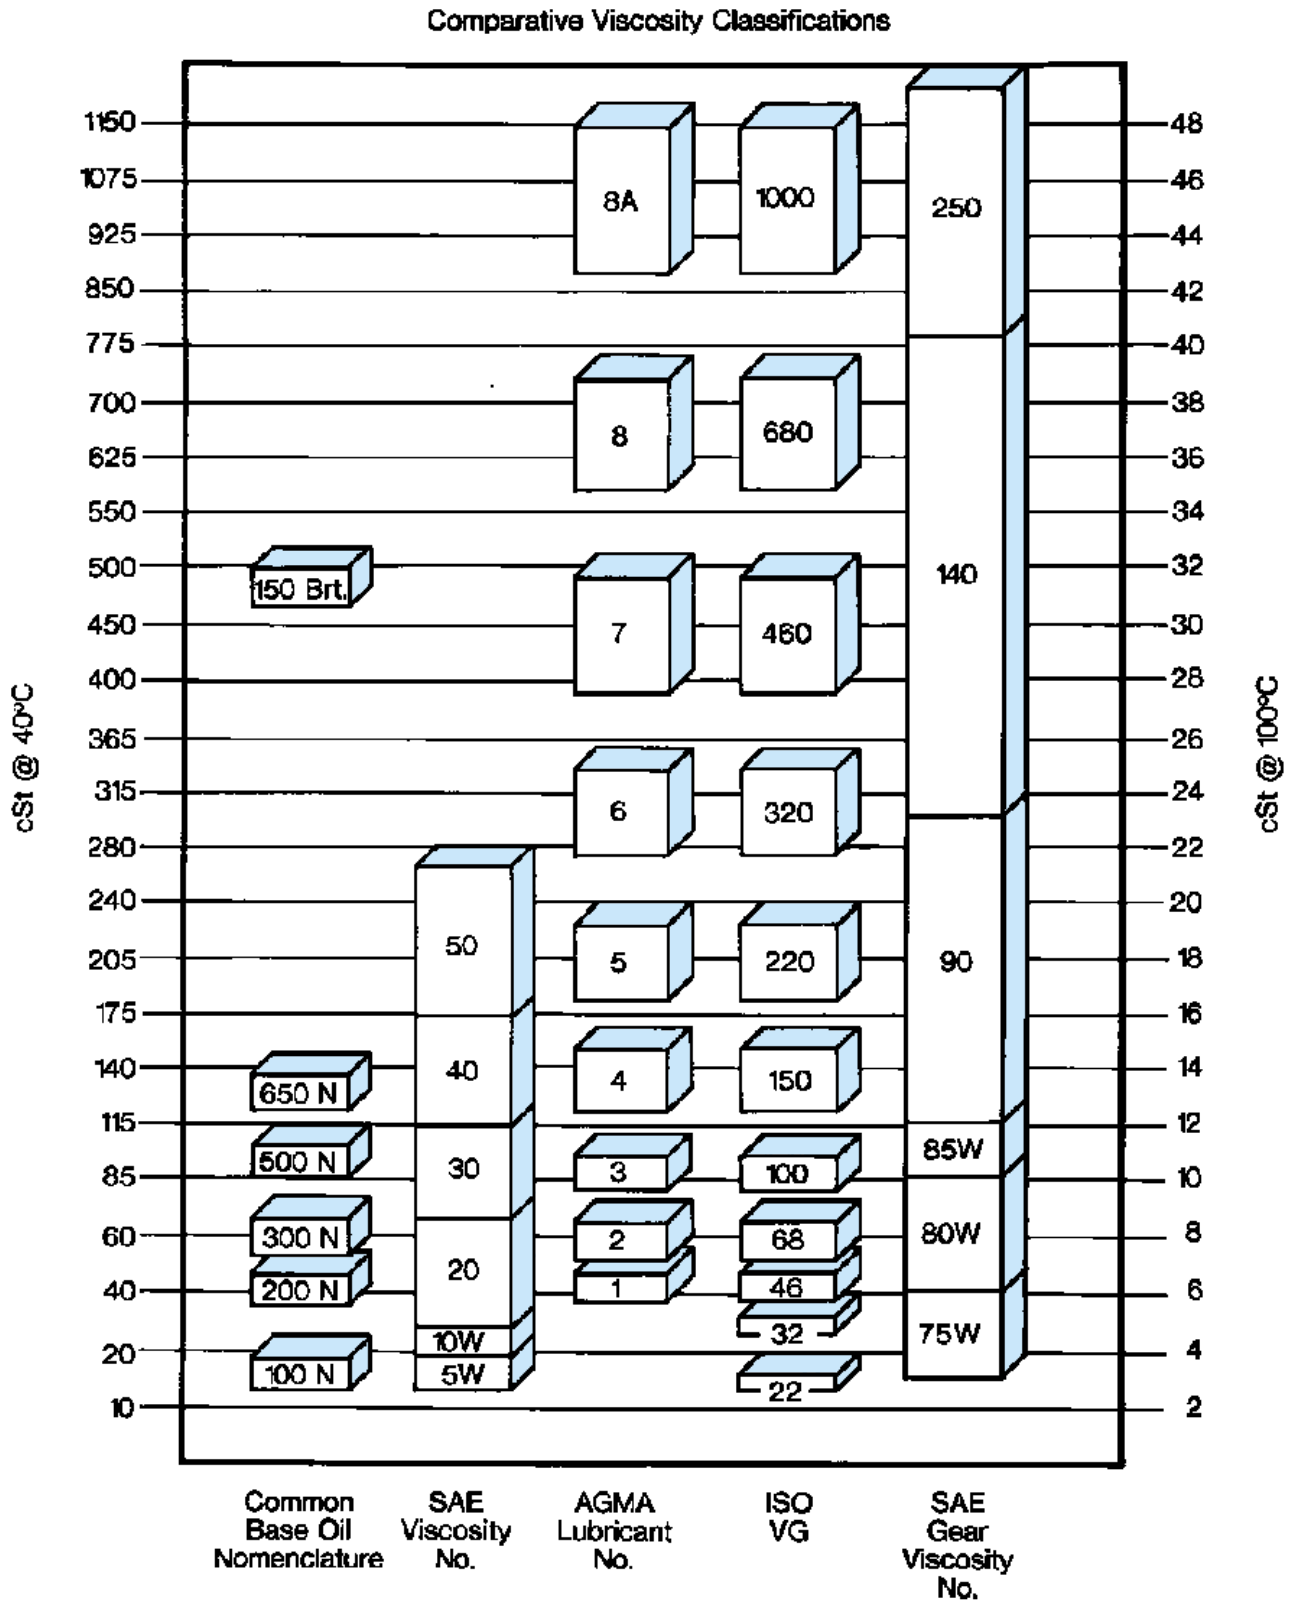 Comparative Viscosity Classifications
1150 48
1075 8A 1000 250 46
925 44
850 42
775 40
700 8 680 38
625 36
550 34
500 150 Brt. 140 32
450 7 460 30
400 28
365 26
315 6 320 24
280 22
240 20
205 50 5 220 90 18
175 16
140 650 N 40 4 150 14
115 12
500 N 30 3 100 85W
85 10
60 300 N 2 68 80W 8
40 200 N 20 1 46 6
10W 32 75W
20 4
100 N 5W 22
10 2
cSt @ 40ºC
cSt @ 100ºC
Common
Base Oil
Nomenclature
SAE
Viscosity
No.
AGMA
Lubricant
No.
ISO
VG
SAE
Gear
Viscosity
No.